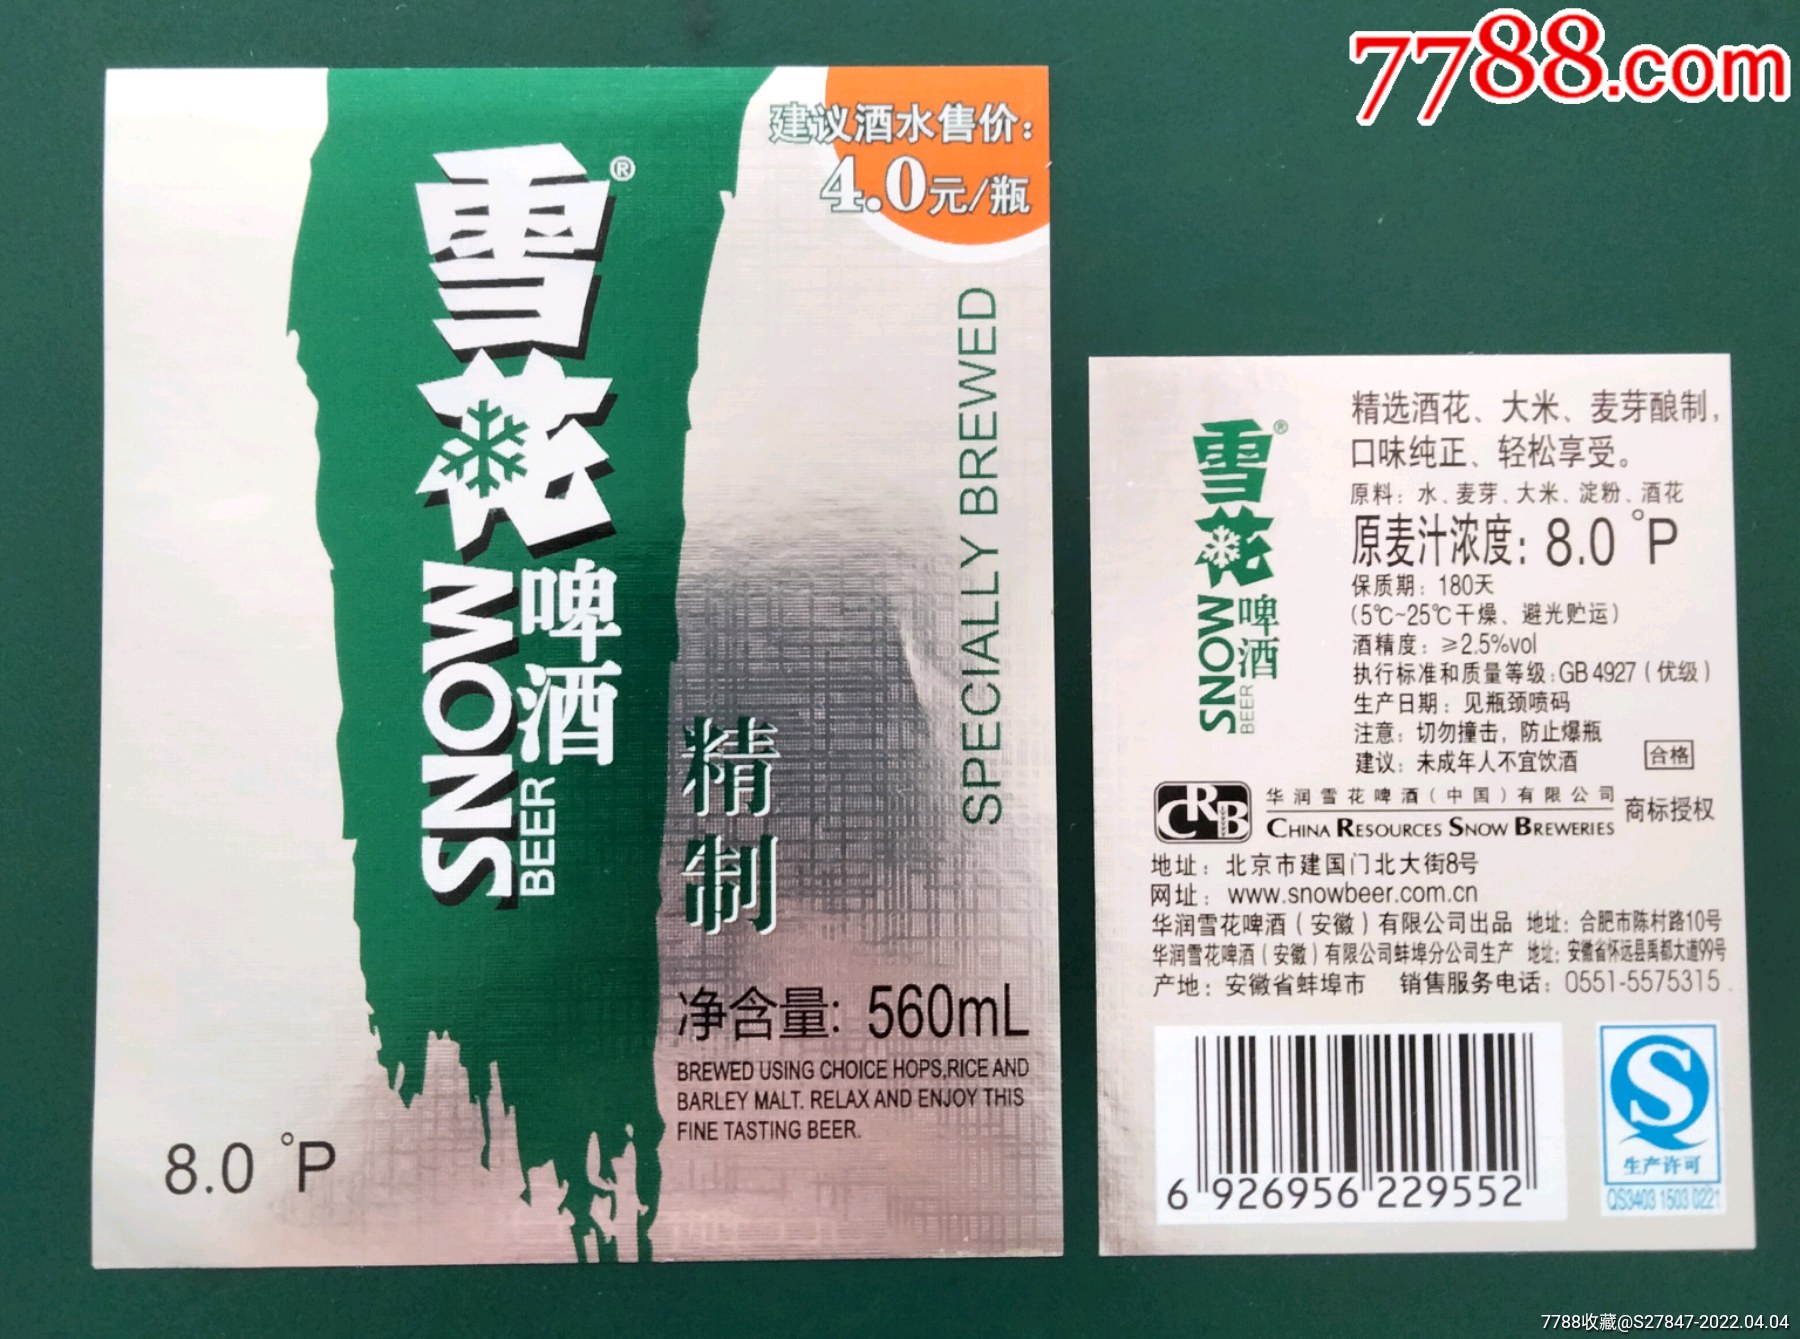 7788.com
建议酒水售价:
4.0元/瓶
雪花®
啤酒
SNOW
BEER
精制
SPECIALLY BREWED
净含量: 560mL
BREWED USING CHOICE HOPS,RICE AND
BARLEY MALT. RELAX AND ENJOY THIS
FINE TASTING BEER.
8.0 °P
雪花®
啤酒
SNOW
BEER
精选酒花、大米、麦芽酿制,
口味纯正、轻松享受。
原料: 水、麦芽、大米、淀粉、酒花
原麦汁浓度: 8.0 °P
保质期: 180天
(5℃~25℃干燥、避光贮运)
酒精度: ≥2.5%vol
执行标准和质量等级:GB 4927 (优级)
生产日期: 见瓶颈喷码
注意: 切勿撞击, 防止爆瓶
建议: 未成年人不宜饮酒
合格
CRB
华润雪花啤酒(中国)有限公司
CHINA RESOURCES SNOW BREWERIES
商标授权
地址: 北京市建国门北大街8号
网址: www.snowbeer.com.cn
华润雪花啤酒(安徽)有限公司出品 地址: 合肥市陈村路10号
华润雪花啤酒(安徽)有限公司蚌埠分公司生产 地址: 安徽省怀远县禹都大道99号
产地: 安徽省蚌埠市 销售服务电话: 0551-5575315
6 926956 229552
生产许可
QS3403 1503 0221
7788收藏@S27847-2022.04.04